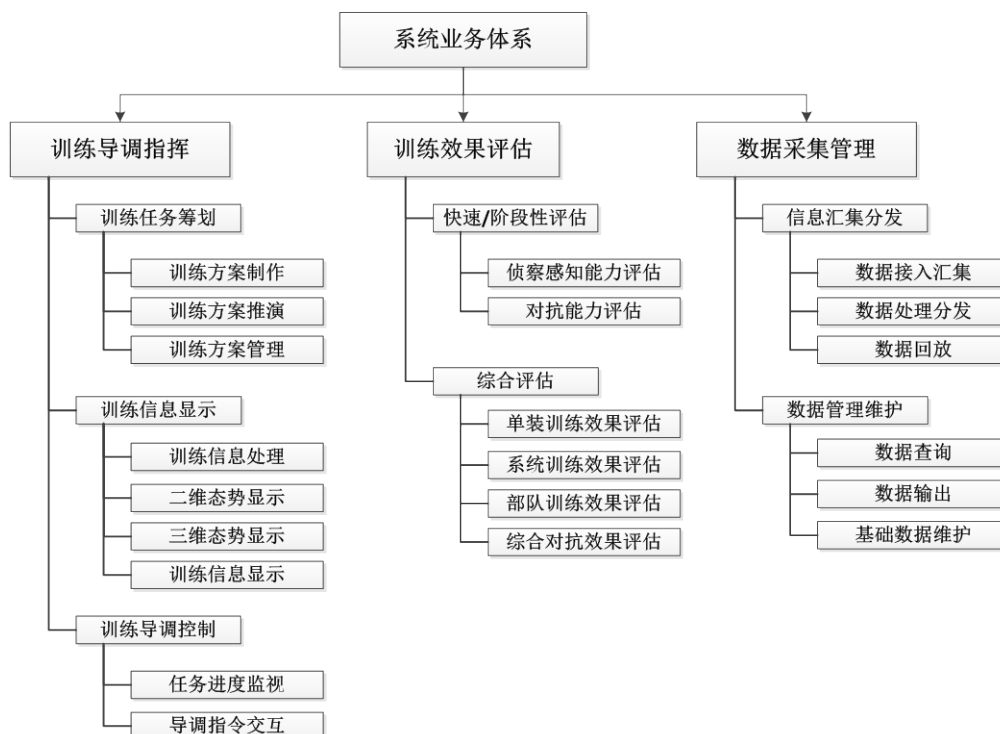 系统业务体系
训练导调指挥
训练任务筹划
训练方案制作
训练方案推演
训练方案管理
训练信息显示
训练信息处理
二维态势显示
三维态势显示
训练信息显示
训练导调控制
任务进度监视
导调指令交互
训练效果评估
快速/阶段性评估
侦察感知能力评估
对抗能力评估
综合评估
单装训练效果评估
系统训练效果评估
部队训练效果评估
综合对抗效果评估
数据采集管理
信息汇集分发
数据接入汇集
数据处理分发
数据回放
数据管理维护
数据查询
数据输出
基础数据维护